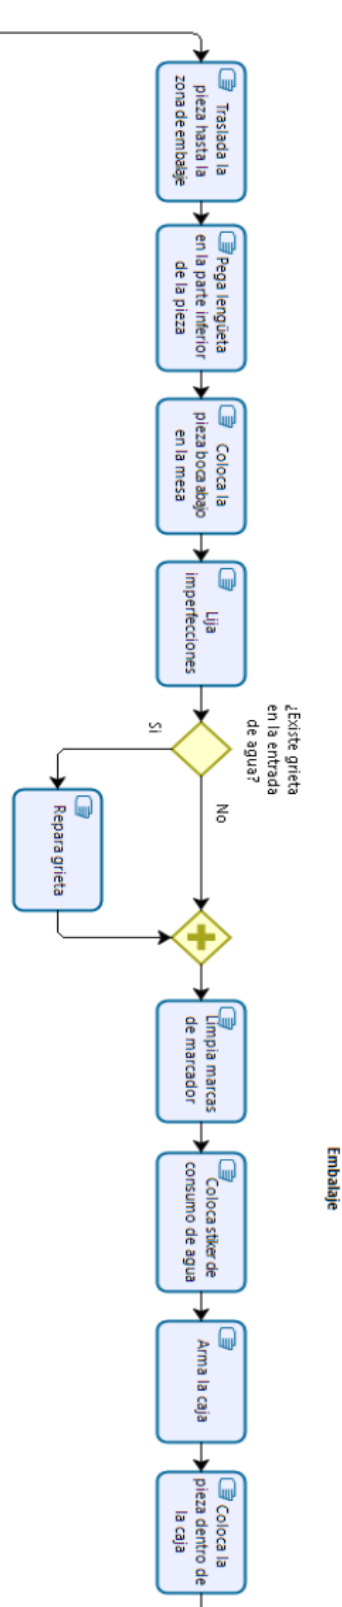 Traslada la
pieza hasta la
zona de embalaje
Pega lengüeta
en la parte inferior
de la pieza
Coloca la
pieza boca abajo
en la mesa
Lija
imperfecciones
¿Existe grieta
en la entrada
de agua?
Si
No
Repara grieta
Limpia marcas
de marcador
Coloca stiker de
consumo de agua
Arma la caja
Coloca la
pieza dentro de
la caja
Embalaje